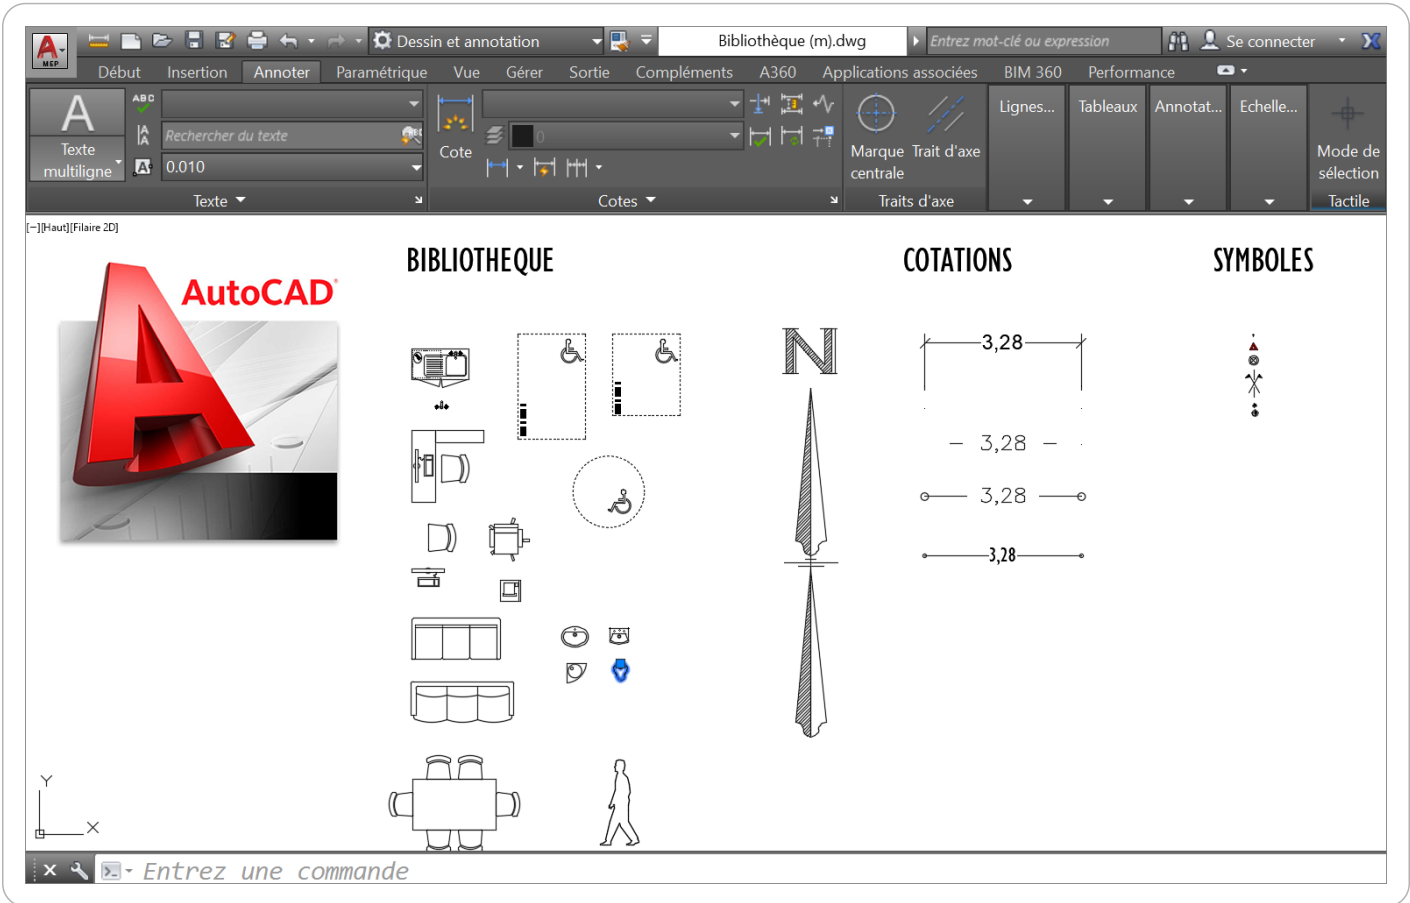 Dessin et annotation
Bibliothèque (m).dwg
Entrez mot-clé ou expression
Se connecter
A
MEP
Début Insertion Annoter Paramétrique Vue Gérer Sortie Compléments A360 Applications associées BIM 360 Performance
ABC
A
Texte
multiligne
A
A
Rechercher du texte
A
0.010
Texte
Cote
0
Cotes
Marque
centrale
Trait d'axe
Traits d'axe
Lignes...
Tableaux
Annotat...
Echelle...
Mode de
sélection
Tactile
[−][Haut][Filaire 2D]
BIBLIOTHEQUE
COTATIONS
SYMBOLES
AutoCAD®
N
3,28
3,28
3,28
3,28
Y
X
Entrez une commande